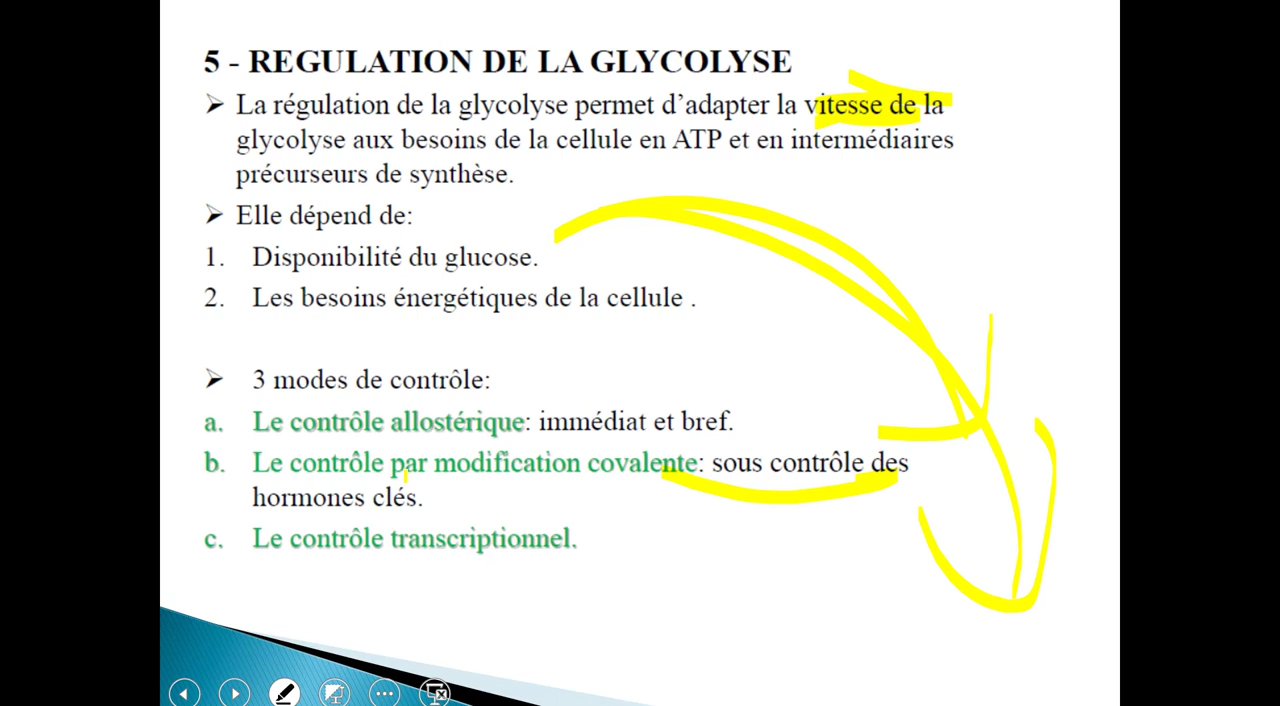 5 - REGULATION DE LA GLYCOLYSE
➢ La régulation de la glycolyse permet d'adapter la vitesse de la
glycolyse aux besoins de la cellule en ATP et en intermédiaires
précurseurs de synthèse.
➢ Elle dépend de:
1. Disponibilité du glucose.
2. Les besoins énergétiques de la cellule .
➢ 3 modes de contrôle:
a. Le contrôle allostérique: immédiat et bref.
b. Le contrôle par modification covalente: sous contrôle des
hormones clés.
c. Le contrôle transcriptionnel.